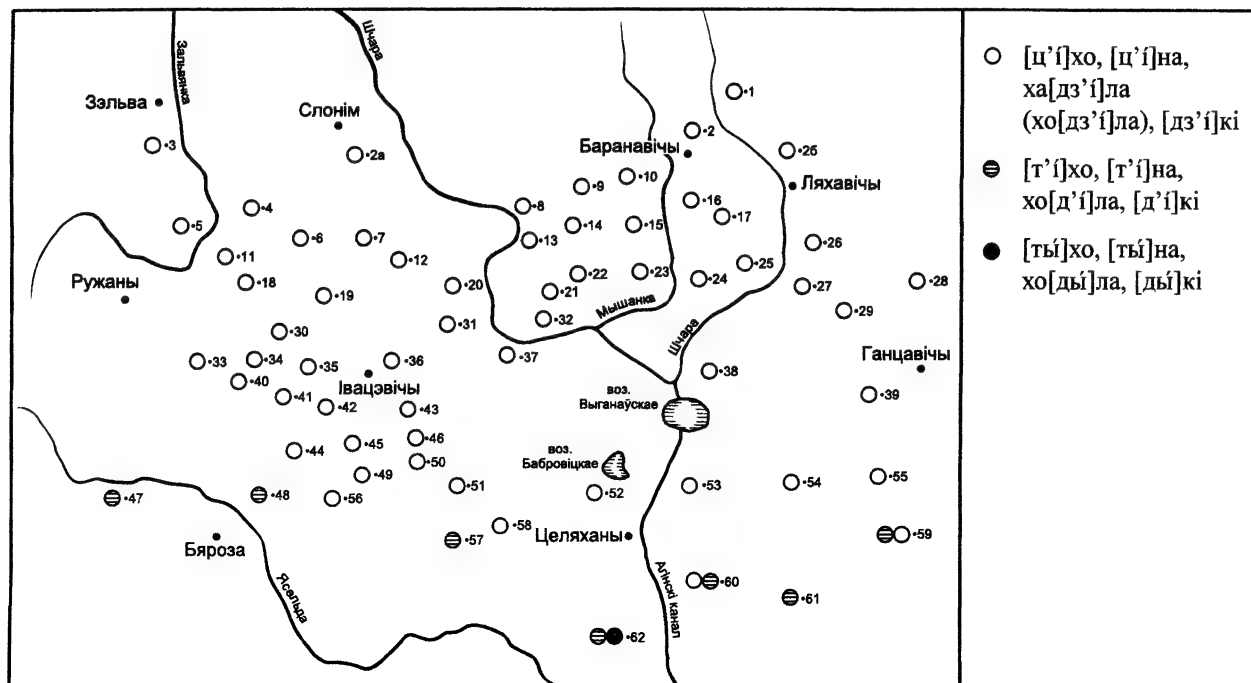 Зальвянка
Шчара
Зэльва
Слонім
Баранавічы
Ляхавічы
Ружаны
Мышанка
Шчара
Івацэвічы
Ганцавічы
воз.
Выганаўскае
воз.
Бабровіцкае
Целяханы
Бяроза
Ясельда
Агінскі канал
•1
•2
•2а
•2б
•3
•4
•5
•6
•7
•8
•9
•10
•11
•12
•13
•14
•15
•16
•17
•18
•19
•20
•21
•22
•23
•24
•25
•26
•27
•28
•29
•30
•31
•32
•33
•34
•35
•36
•37
•38
•39
•40
•41
•42
•43
•44
•45
•46
•47
•48
•49
•50
•51
•52
•53
•54
•55
•56
•57
•58
•59
•60
•61
•62
[ц’і́]хо, [ц’і́]на,
ха[дз’і́]ла
(хо[дз’і́]ла), [дз’і́]кі
[т’і́]хо, [т’і́]на,
хо[д’і́]ла, [д’і́]кі
[ты́]хо, [ты́]на,
хо[ды́]ла, [ды́]кі